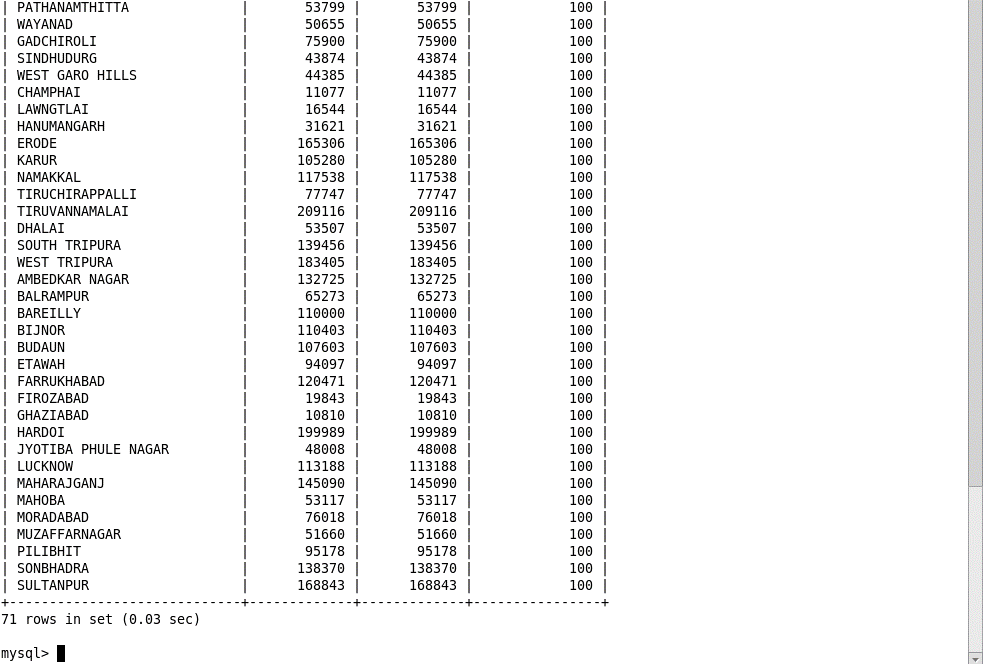 | PATHANAMTHITTA              |       53799 |       53799 |           100 |
| WAYANAD                     |       50655 |       50655 |           100 |
| GADCHIROLI                  |       75900 |       75900 |           100 |
| SINDHUDURG                  |       43874 |       43874 |           100 |
| WEST GARO HILLS             |       44385 |       44385 |           100 |
| CHAMPHAI                    |       11077 |       11077 |           100 |
| LAWNGTLAI                   |       16544 |       16544 |           100 |
| HANUMANGARH                 |       31621 |       31621 |           100 |
| ERODE                       |      165306 |      165306 |           100 |
| KARUR                       |      105280 |      105280 |           100 |
| NAMAKKAL                    |      117538 |      117538 |           100 |
| TIRUCHIRAPPALLI             |       77747 |       77747 |           100 |
| TIRUVANNAMALAI              |      209116 |      209116 |           100 |
| DHALAI                      |       53507 |       53507 |           100 |
| SOUTH TRIPURA               |      139456 |      139456 |           100 |
| WEST TRIPURA                |      183405 |      183405 |           100 |
| AMBEDKAR NAGAR              |      132725 |      132725 |           100 |
| BALRAMPUR                   |       65273 |       65273 |           100 |
| BAREILLY                    |      110000 |      110000 |           100 |
| BIJNOR                      |      110403 |      110403 |           100 |
| BUDAUN                      |      107603 |      107603 |           100 |
| ETAWAH                      |       94097 |       94097 |           100 |
| FARRUKHABAD                 |      120471 |      120471 |           100 |
| FIROZABAD                   |       19843 |       19843 |           100 |
| GHAZIABAD                   |       10810 |       10810 |           100 |
| HARDOI                      |      199989 |      199989 |           100 |
| JYOTIBA PHULE NAGAR         |       48008 |       48008 |           100 |
| LUCKNOW                     |      113188 |      113188 |           100 |
| MAHARAJGANJ                 |      145090 |      145090 |           100 |
| MAHOBA                      |       53117 |       53117 |           100 |
| MORADABAD                   |       76018 |       76018 |           100 |
| MUZAFFARNAGAR               |       51660 |       51660 |           100 |
| PILIBHIT                    |       95178 |       95178 |           100 |
| SONBHADRA                   |      138370 |      138370 |           100 |
| SULTANPUR                   |      168843 |      168843 |           100 |
+-----------------------------+-------------+-------------+----------------+
71 rows in set (0.03 sec)
mysql>